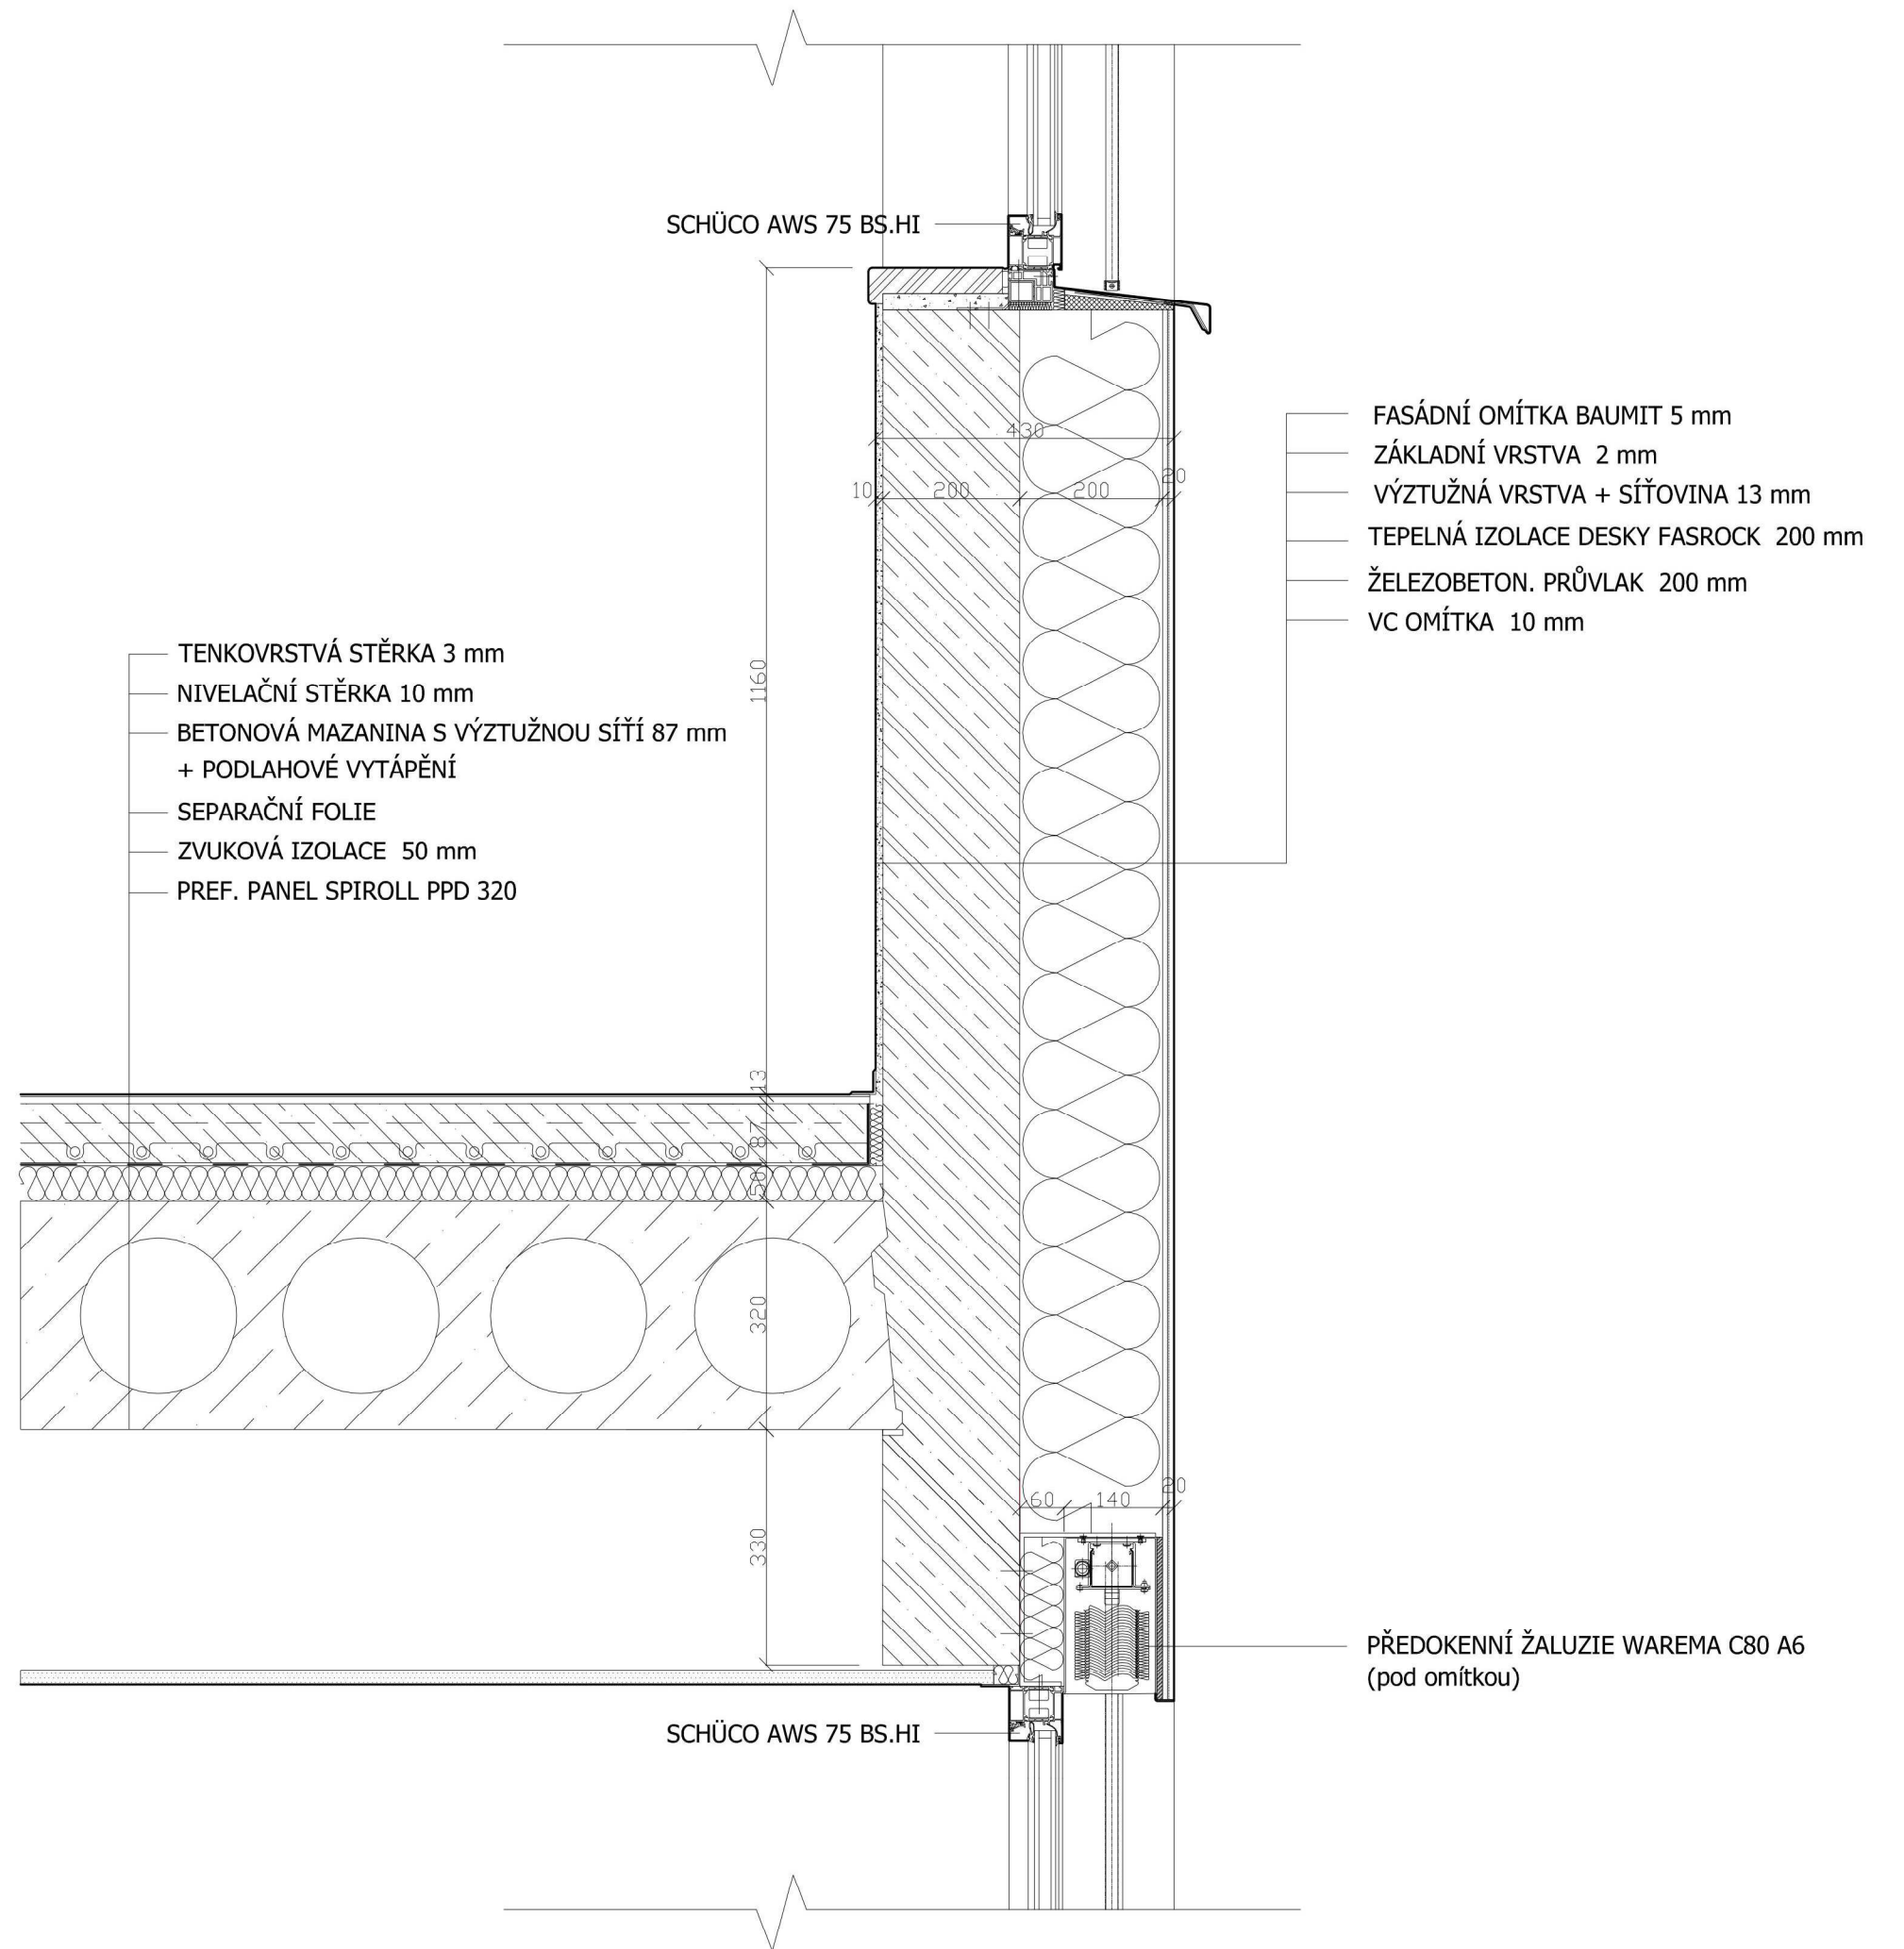 SCHÜCO AWS 75 BS.HI
FASÁDNÍ OMÍTKA BAUMIT 5 mm
ZÁKLADNÍ VRSTVA 2 mm
VÝZTUŽNÁ VRSTVA + SÍŤOVINA 13 mm
TEPELNÁ IZOLACE DESKY FASROCK 200 mm
ŽELEZOBETON. PRŮVLAK 200 mm
VC OMÍTKA 10 mm
430
10 200 200 20
TENKOVRSTVÁ STĚRKA 3 mm
NIVELAČNÍ STĚRKA 10 mm
BETONOVÁ MAZANINA S VÝZTUŽNOU SÍŤÍ 87 mm
+ PODLAHOVÉ VYTÁPĚNÍ
SEPARAČNÍ FOLIE
ZVUKOVÁ IZOLACE 50 mm
PREF. PANEL SPIROLL PPD 320
1160
13
87
50
320
330
60 140 20
PŘEDOKENNÍ ŽALUZIE WAREMA C80 A6
(pod omítkou)
SCHÜCO AWS 75 BS.HI